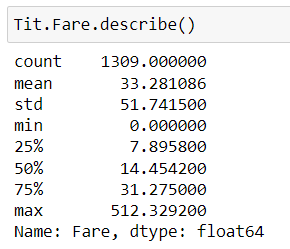 Tit.Fare.describe()
count    1309.000000
mean       33.281086
std        51.741500
min         0.000000
25%         7.895800
50%        14.454200
75%        31.275000
max       512.329200
Name: Fare, dtype: float64